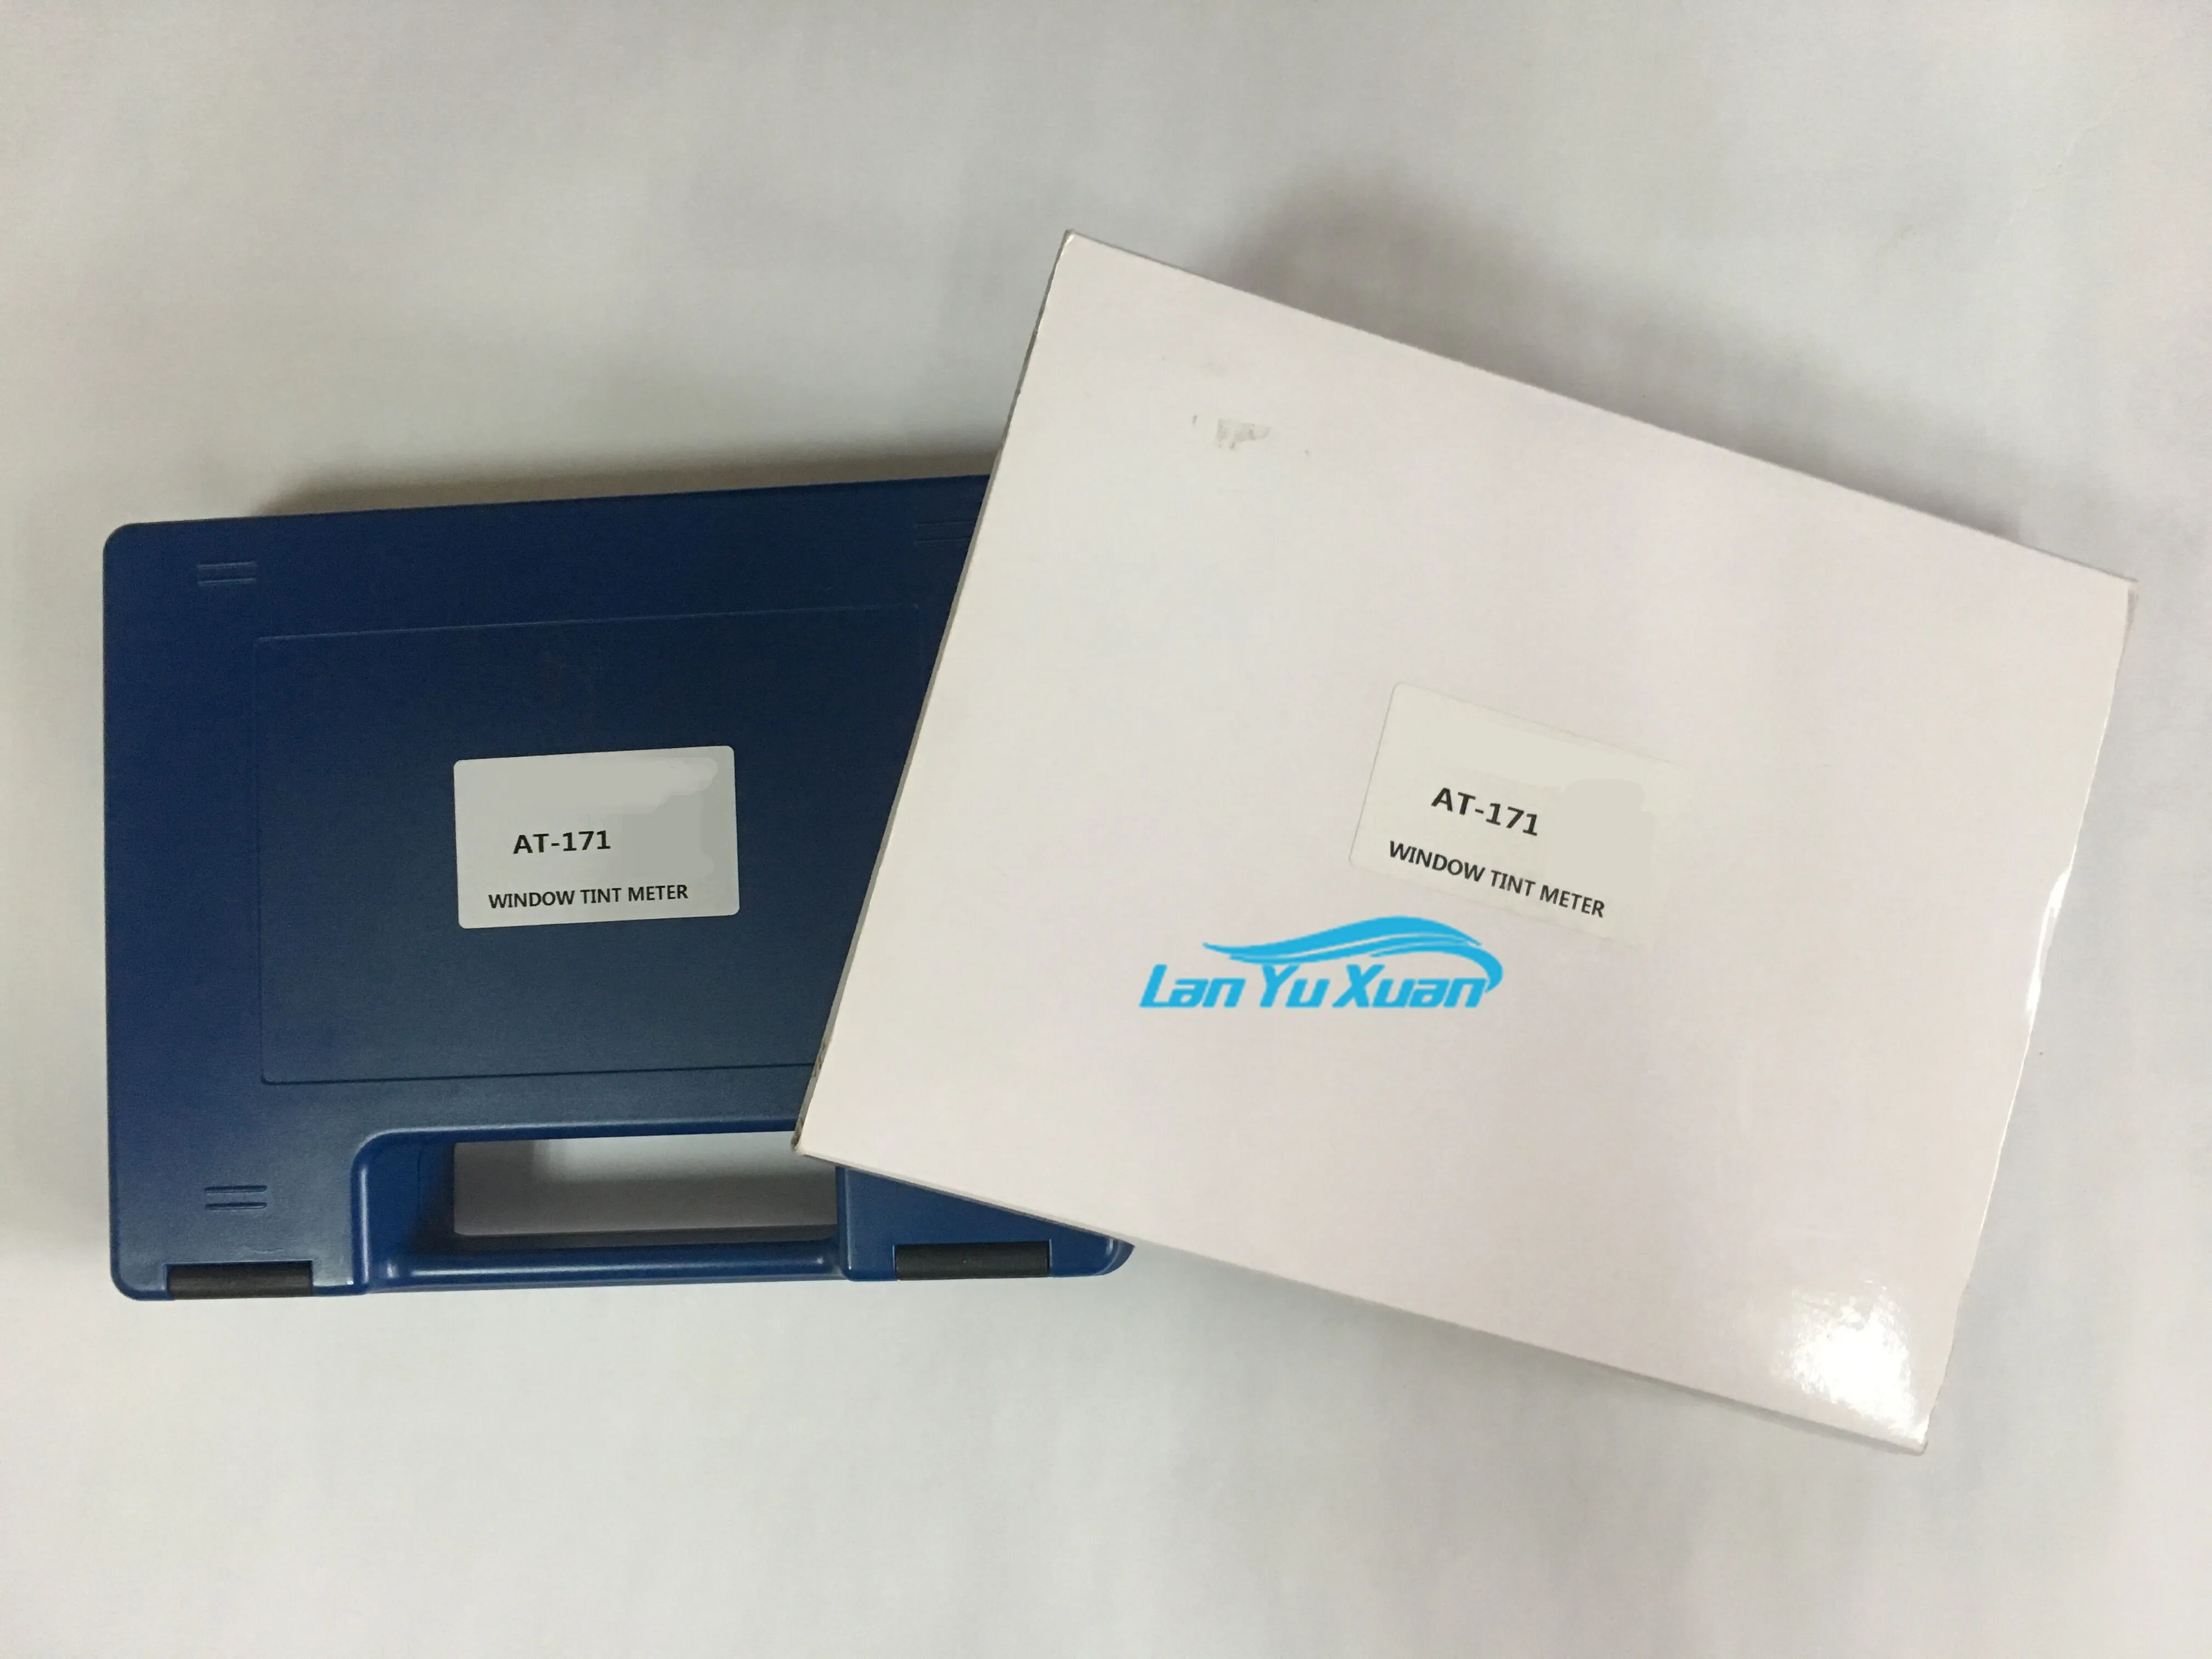 AT-171
WINDOW TINT METER
AT-171
WINDOW TINT METER
Lan Yu Xuan